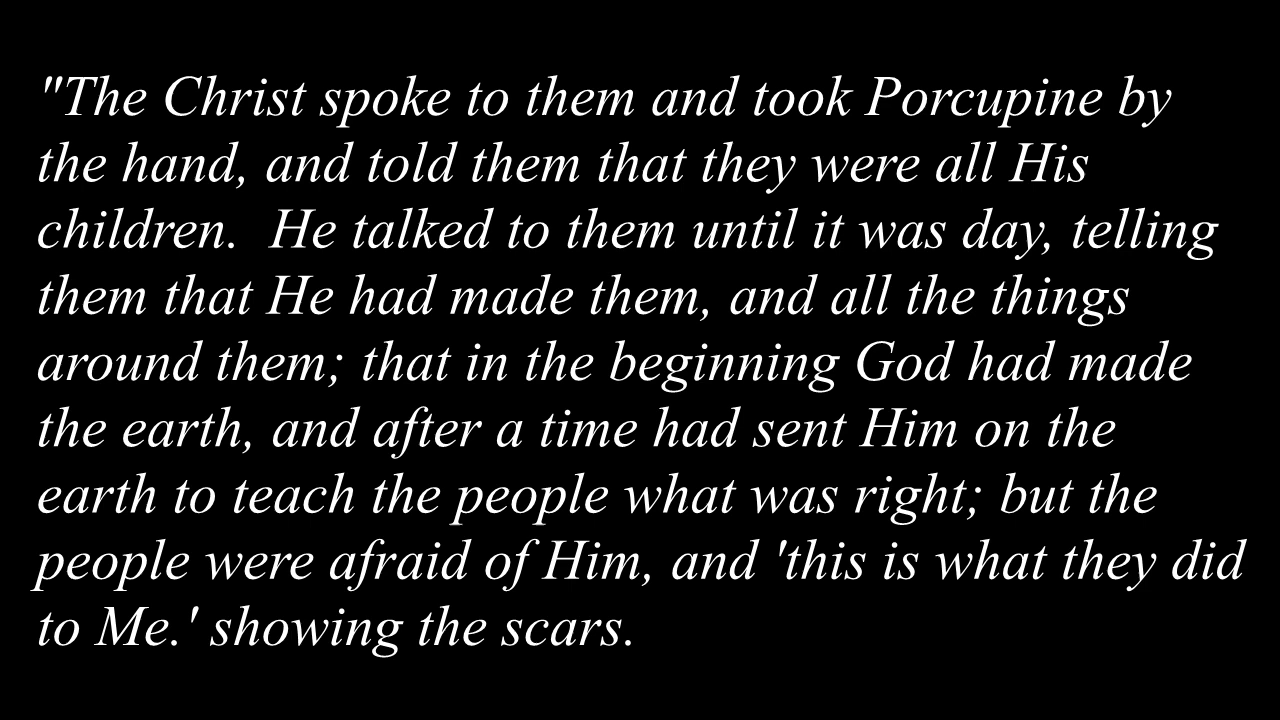 "The Christ spoke to them and took Porcupine by
the hand, and told them that they were all His
children.  He talked to them until it was day, telling
them that He had made them, and all the things
around them; that in the beginning God had made
the earth, and after a time had sent Him on the
earth to teach the people what was right; but the
people were afraid of Him, and 'this is what they did
to Me.' showing the scars.